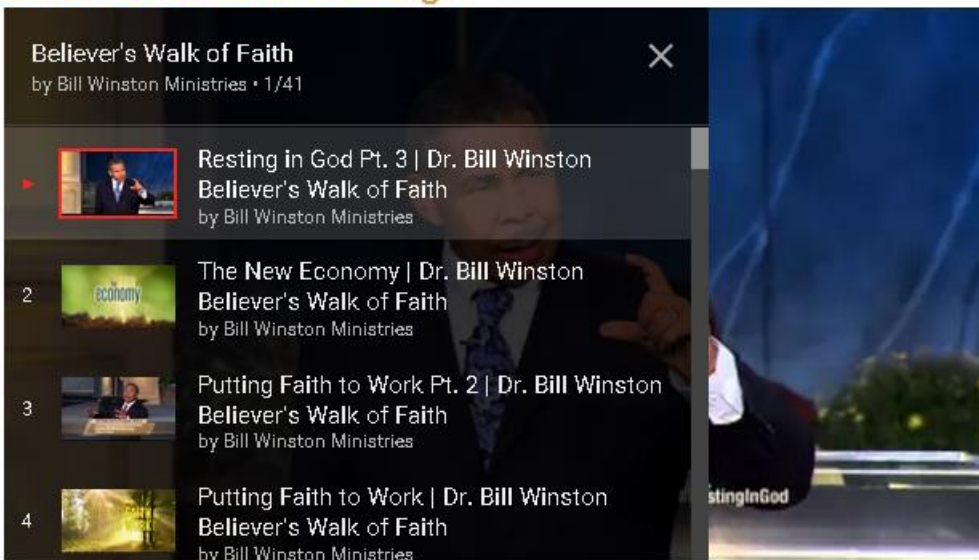 Believer's Walk of Faith
by Bill Winston Ministries • 1/41
Resting in God Pt. 3 | Dr. Bill Winston
Believer's Walk of Faith
by Bill Winston Ministries
2
economy
The New Economy | Dr. Bill Winston
Believer's Walk of Faith
by Bill Winston Ministries
3
Putting Faith to Work Pt. 2 | Dr. Bill Winston
Believer's Walk of Faith
by Bill Winston Ministries
4
Putting Faith to Work | Dr. Bill Winston
Believer's Walk of Faith
by Bill Winston Ministries
stingInGod